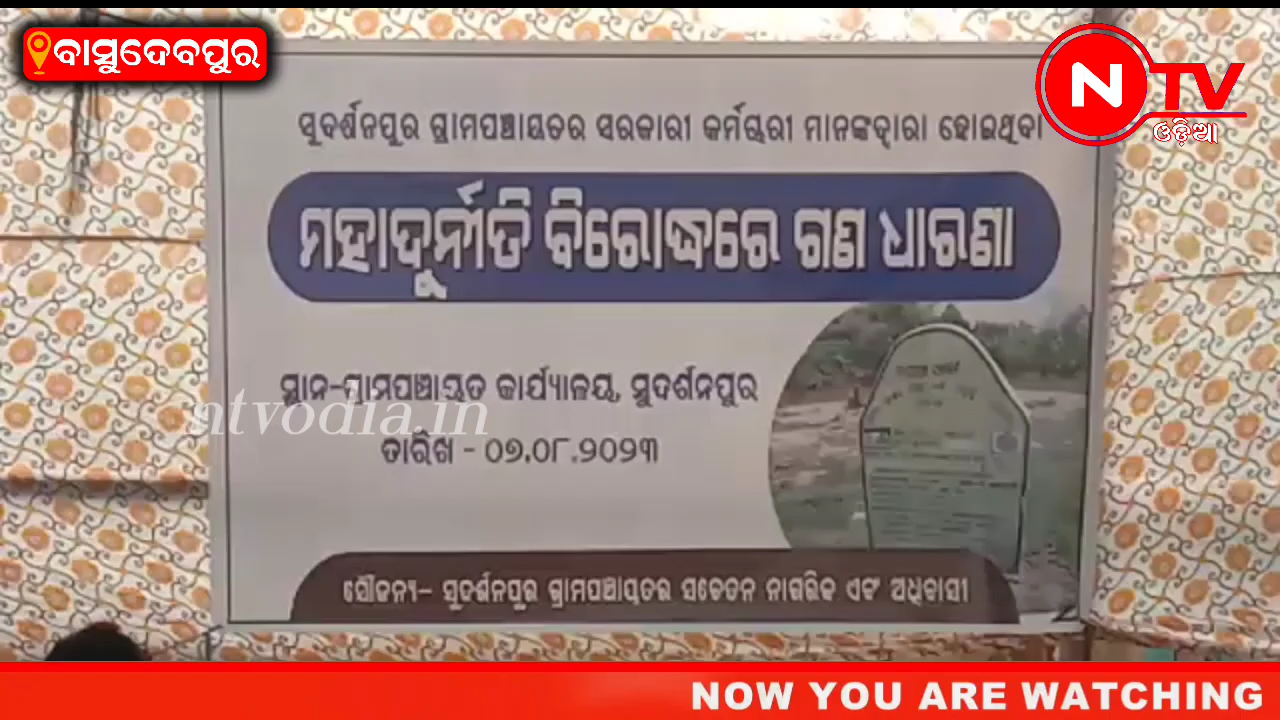 ବାସୁଦେବପୁର
NTV
ଓଡ଼ିଆ
ସୁଦର୍ଶନପୁର ଗ୍ରାମପଞ୍ଚାୟତର ସରକାରୀ କର୍ମଚ୍ଚାରୀ ମାନଙ୍କଦ୍ୱାରା ହୋଇଥିବା
ମହାଦୁର୍ନୀତି ବିରୋଦ୍ଧରେ ଗଣ ଧାରଣା
ସ୍ଥାନ-ଗ୍ରାମପଞ୍ଚାୟତ କାର୍ଯ୍ୟାଳୟ, ସୁଦର୍ଶନପୁର
ntvodia.in
ତାରିଖ - ୦୭.୦୮.୨୦୨୩
ସୌଜନ୍ୟ- ସୁଦର୍ଶନପୁର ଗ୍ରାମପଞ୍ଚାୟତର ସଚେତନ ନାଗରିକ ଏବଂ ଅଧିବାସୀ
NOW YOU ARE WATCHING